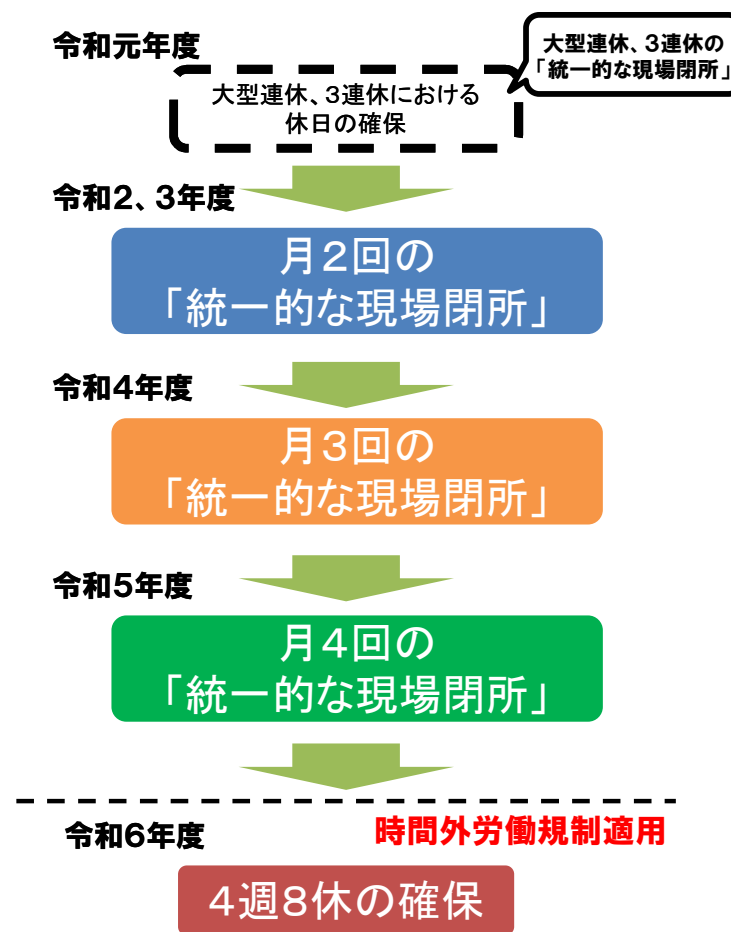 令和元年度
大型連休、3連休の
「統一的な現場閉所」
大型連休、3連休における
休日の確保
令和2、3年度
月2回の
「統一的な現場閉所」
令和4年度
月3回の
「統一的な現場閉所」
令和5年度
月4回の
「統一的な現場閉所」
令和6年度
時間外労働規制適用
4週8休の確保